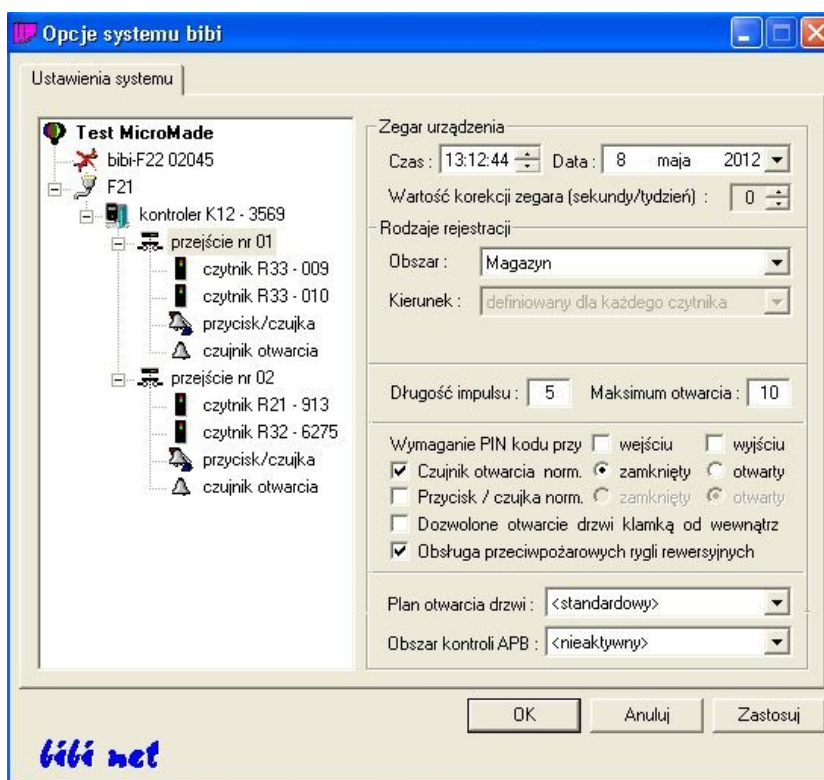 Opcje systemu bibi
Ustawienia systemu
Test MicroMade
bibi-F22 02045
F21
kontroler K12 - 3569
przejście nr 01
czytnik R33 - 009
czytnik R33 - 010
przycisk/czujka
czujnik otwarcia
przejście nr 02
czytnik R21 - 913
czytnik R32 - 6275
przycisk/czujka
czujnik otwarcia
Zegar urządzenia
Czas : 13:12:44 Data : 8 maja 2012
Wartość korekcji zegara (sekundy/tydzień) : 0
Rodzaje rejestracji
Obszar : Magazyn
Kierunek : definiowany dla każdego czytnika
Długość impulsu : 5 Maksimum otwarcia : 10
Wymaganie PIN kodu przy wejściu wyjściu
Czujnik otwarcia norm. zamknięty otwarty
Przycisk / czujka norm. zamknięty otwarty
Dozwolone otwarcie drzwi klamką od wewnątrz
Obsługa przeciwpożarowych rygli rewersyjnych
Plan otwarcia drzwi : <standardowy>
Obszar kontroli APB : <nieaktywny>
OK Anuluj Zastosuj
bibi net